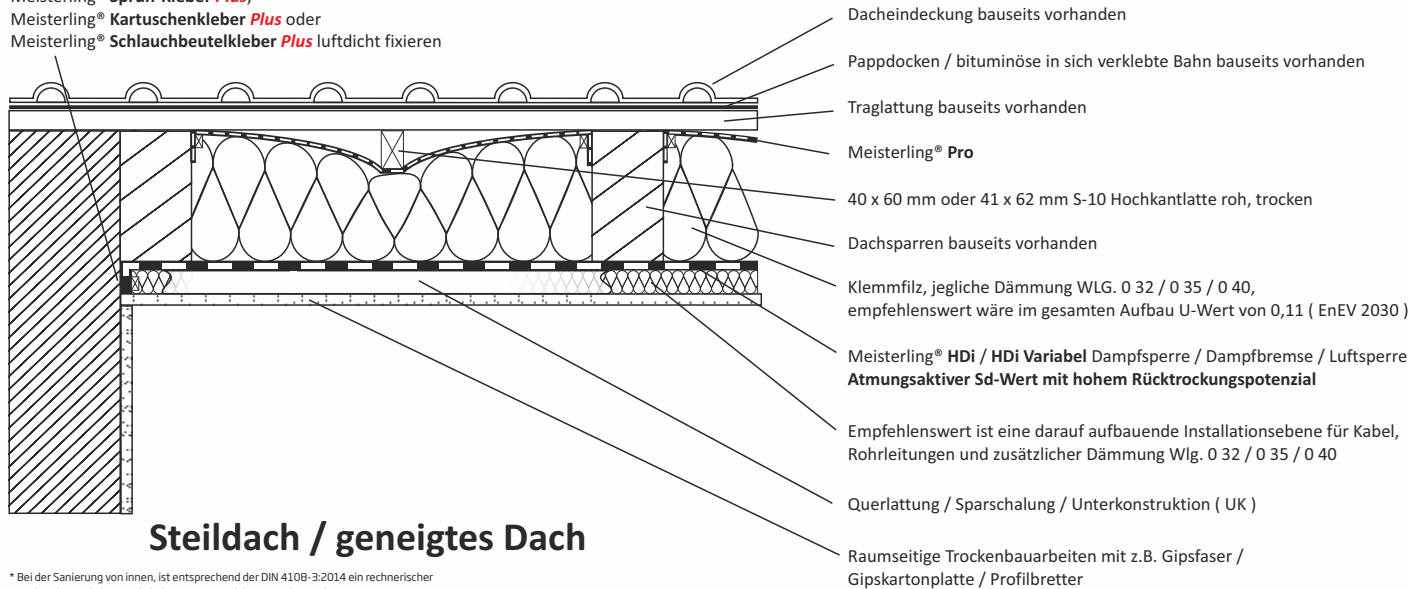 Meisterling® Sprüh-Kleber Plus,
Meisterling® Kartuschenkleber Plus oder
Meisterling® Schlauchbeutelkleber Plus luftdicht fixieren
Dacheindeckung bauseits vorhanden
Pappdocken / bituminöse in sich verklebte Bahn bauseits vorhanden
Traglattung bauseits vorhanden
Meisterling® Pro
40 x 60 mm oder 41 x 62 mm S-10 Hochkantlatte roh, trocken
Dachsparren bauseits vorhanden
Klemmfilz, jegliche Dämmung WLG. 0 32 / 0 35 / 0 40,
empfehlenswert wäre im gesamten Aufbau U-Wert von 0,11 ( EnEV 2030 )
Meisterling® HDi / HDi Variabel Dampfsperre / Dampfbremse / Luftsperre
Atmungsaktiver Sd-Wert mit hohem Rücktrockungspotenzial
Empfehlenswert ist eine darauf aufbauende Installationsebene für Kabel,
Rohrleitungen und zusätzlicher Dämmung Wlg. 0 32 / 0 35 / 0 40
Querlattung / Sparschalung / Unterkonstruktion ( UK )
Raumseitige Trockenbauarbeiten mit z.B. Gipsfaser /
Gipskartonplatte / Profilbretter
Steildach / geneigtes Dach
* Bei der Sanierung von innen, ist entsprechend der DIN 4108-3:2014 ein rechnerischer